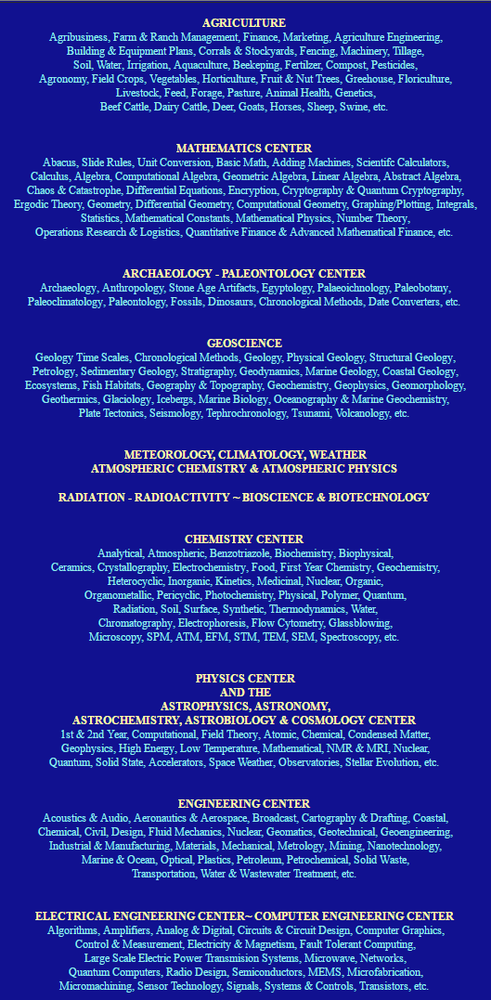 AGRICULTURE
Agribusiness, Farm & Ranch Management, Finance, Marketing, Agriculture Engineering,
Building & Equipment Plans, Corrals & Stockyards, Fencing, Machinery, Tillage,
Soil, Water, Irrigation, Aquaculture, Beekeping, Fertilzer, Compost, Pesticides,
Agronomy, Field Crops, Vegetables, Horticulture, Fruit & Nut Trees, Greehouse, Floriculture,
Livestock, Feed, Forage, Pasture, Animal Health, Genetics,
Beef Cattle, Dairy Cattle, Deer, Goats, Horses, Sheep, Swine, etc.
MATHEMATICS CENTER
Abacus, Slide Rules, Unit Conversion, Basic Math, Adding Machines, Scientifc Calculators,
Calculus, Algebra, Computational Algebra, Geometric Algebra, Linear Algebra, Abstract Algebra,
Chaos & Catastrophe, Differential Equations, Encryption, Cryptography & Quantum Cryptography,
Ergodic Theory, Geometry, Differential Geometry, Computational Geometry, Graphing/Plotting, Integrals,
Statistics, Mathematical Constants, Mathematical Physics, Number Theory,
Operations Research & Logistics, Quantitative Finance & Advanced Mathematical Finance, etc.
ARCHAEOLOGY - PALEONTOLOGY CENTER
Archaeology, Anthropology, Stone Age Artifacts, Egyptology, Palaeoichnology, Paleobotany,
Paleoclimatology, Paleontology, Fossils, Dinosaurs, Chronological Methods, Date Converters, etc.
GEOSCIENCE
Geology Time Scales, Chronological Methods, Geology, Physical Geology, Structural Geology,
Petrology, Sedimentary Geology, Stratigraphy, Geodynamics, Marine Geology, Coastal Geology,
Ecosystems, Fish Habitats, Geography & Topography, Geochemistry, Geophysics, Geomorphology,
Geothermics, Glaciology, Icebergs, Marine Biology, Oceanography & Marine Geochemistry,
Plate Tectonics, Seismology, Tephrochronology, Tsunami, Volcanology, etc.
METEOROLOGY, CLIMATOLOGY, WEATHER
ATMOSPHERIC CHEMISTRY & ATMOSPHERIC PHYSICS
RADIATION - RADIOACTIVITY ~ BIOSCIENCE & BIOTECHNOLOGY
CHEMISTRY CENTER
Analytical, Atmospheric, Benzotriazole, Biochemistry, Biophysical,
Ceramics, Crystallography, Electrochemistry, Food, First Year Chemistry, Geochemistry,
Heterocyclic, Inorganic, Kinetics, Medicinal, Nuclear, Organic,
Organometallic, Pericyclic, Photochemistry, Physical, Polymer, Quantum,
Radiation, Soil, Surface, Synthetic, Thermodynamics, Water,
Chromatography, Electrophoresis, Flow Cytometry, Glassblowing,
Microscopy, SPM, ATM, EFM, STM, TEM, SEM, Spectroscopy, etc.
PHYSICS CENTER
AND THE
ASTROPHYSICS, ASTRONOMY,
ASTROCHEMISTRY, ASTROBIOLOGY & COSMOLOGY CENTER
1st & 2nd Year, Computational, Field Theory, Atomic, Chemical, Condensed Matter,
Geophysics, High Energy, Low Temperature, Mathematical, NMR & MRI, Nuclear,
Quantum, Solid State, Accelerators, Space Weather, Observatories, Stellar Evolution, etc.
ENGINEERING CENTER
Acoustics & Audio, Aeronautics & Aerospace, Broadcast, Cartography & Drafting, Coastal,
Chemical, Civil, Design, Fluid Mechanics, Nuclear, Geomatics, Geotechnical, Geoengineering,
Industrial & Manufacturing, Materials, Mechanical, Metrology, Mining, Nanotechnology,
Marine & Ocean, Optical, Plastics, Petroleum, Petrochemical, Solid Waste,
Transportation, Water & Wastewater Treatment, etc.
ELECTRICAL ENGINEERING CENTER~ COMPUTER ENGINEERING CENTER
Algorithms, Amplifiers, Analog & Digital, Circuits & Circuit Design, Computer Graphics,
Control & Measurement, Electricity & Magnetism, Fault Tolerant Computing,
Large Scale Electric Power Transmision Systems, Microwave, Networks,
Quantum Computers, Radio Design, Semiconductors, MEMS, Microfabrication,
Micromachining, Sensor Technology, Signals, Systems & Controls, Transistors, etc.